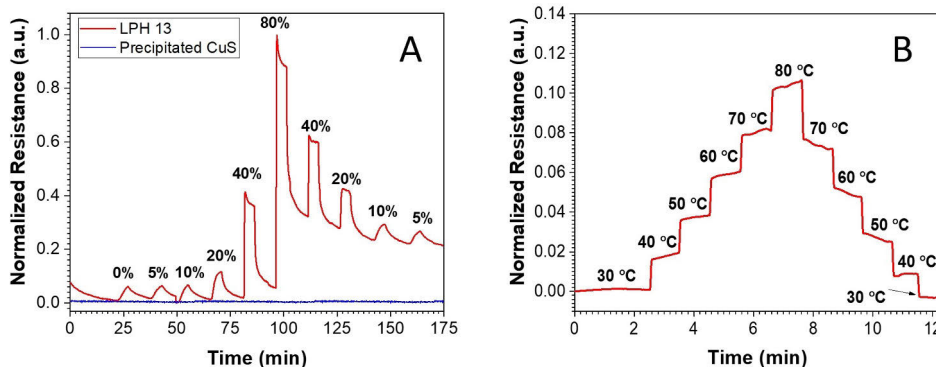 A
LPH 13
Precipitated CuS
Normalized Resistance (a.u.)
1.0
0.8
0.6
0.4
0.2
0.0
80%
40%
40%
20%
20%
10%
5%
0%
5%
10%
0
25
50
75
100
125
150
175
Time (min)
B
Normalized Resistance (a.u.)
0.14
0.12
0.10
0.08
0.06
0.04
0.02
0.00
30 °C
40 °C
50 °C
60 °C
70 °C
80 °C
70 °C
60 °C
50 °C
40 °C
30 °C
0
2
4
6
8
10
12
Time (min)